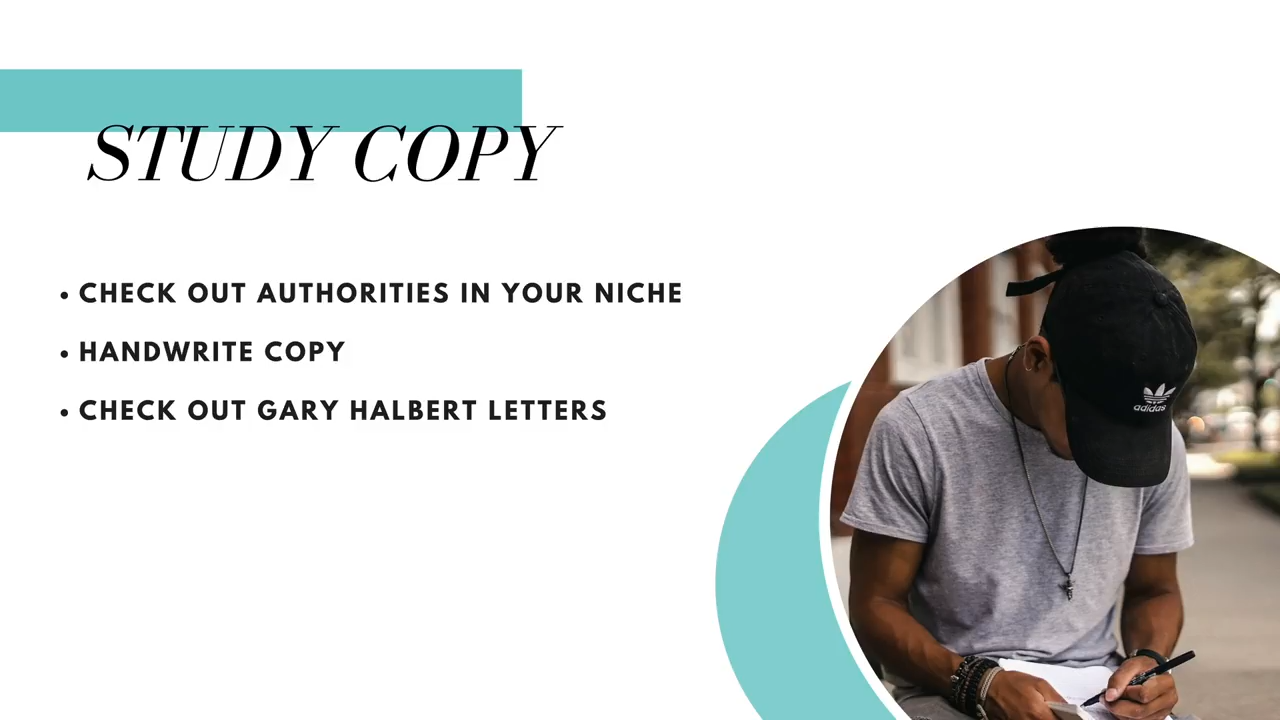 STUDY COPY
• CHECK OUT AUTHORITIES IN YOUR NICHE
• HANDWRITE COPY
• CHECK OUT GARY HALBERT LETTERS
adidas